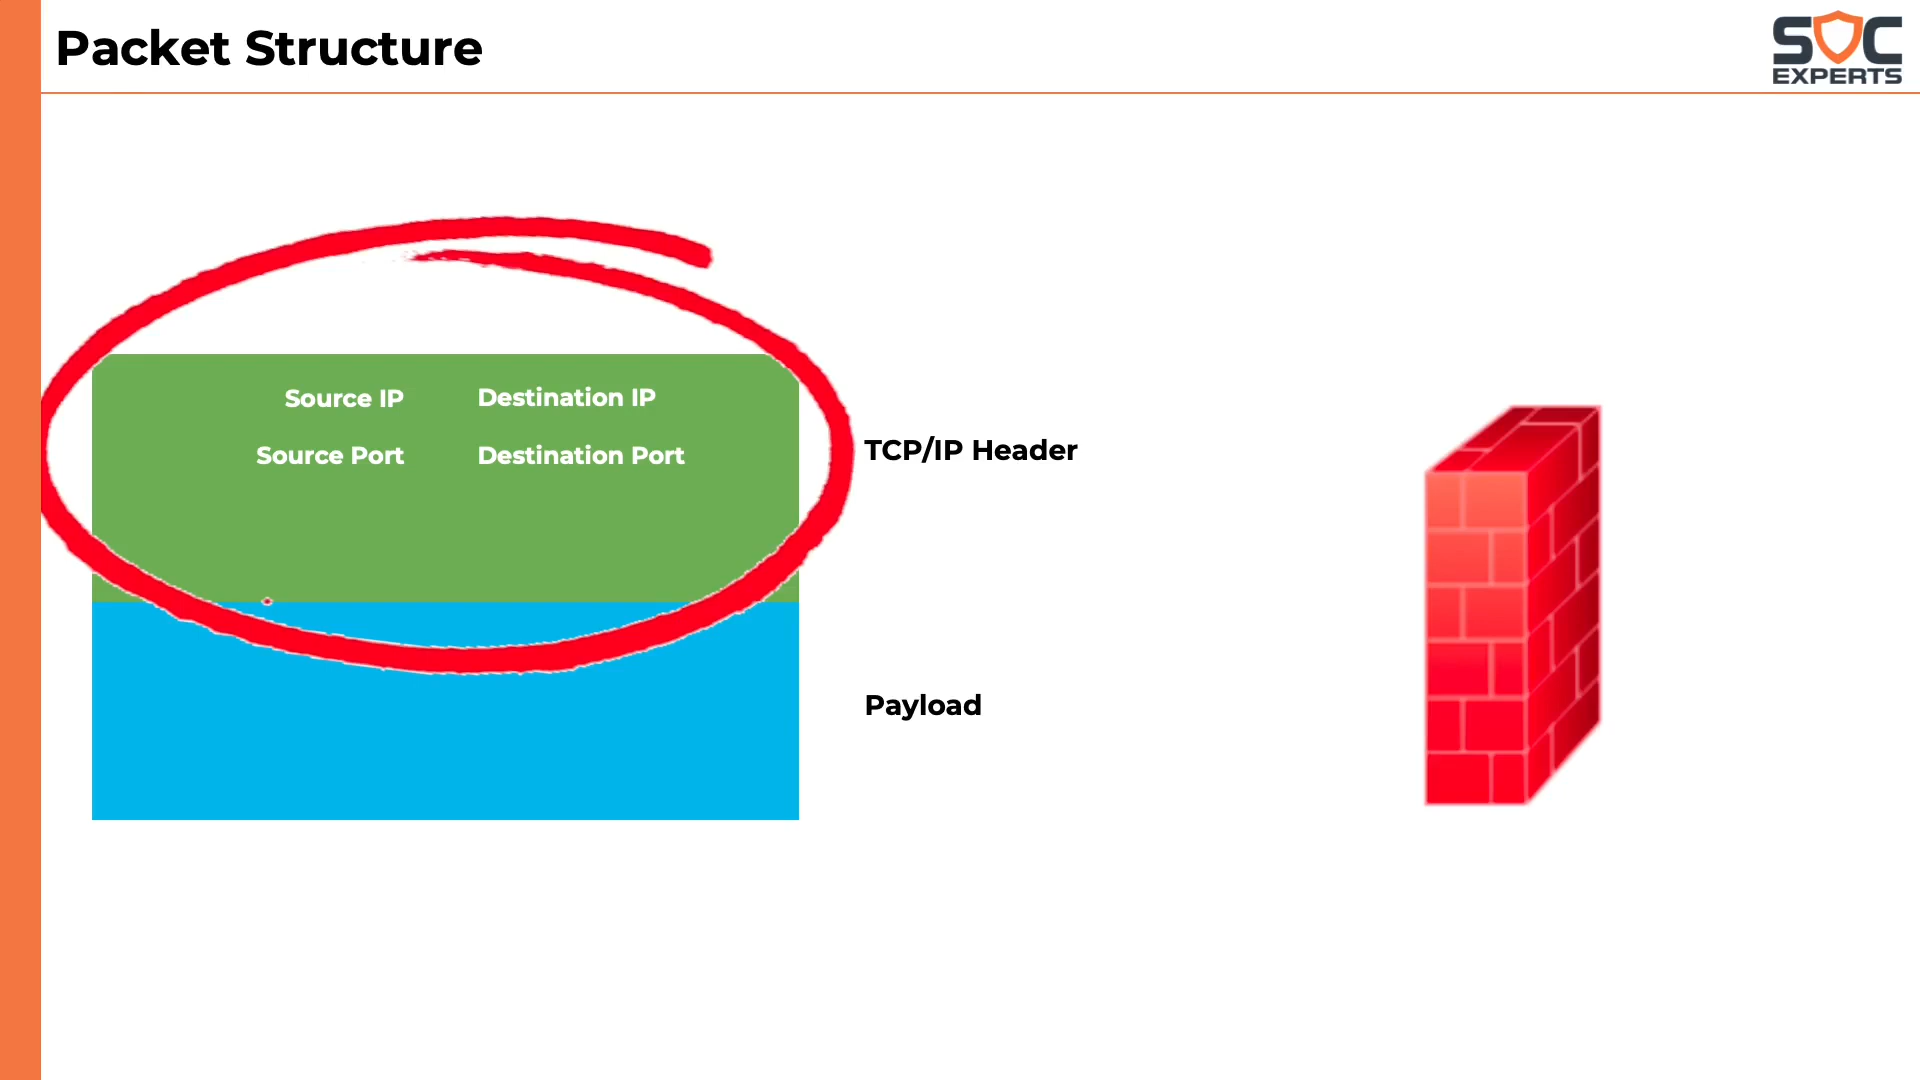 Packet Structure
SOC
EXPERTS
Source IP Destination IP
Source Port Destination Port
TCP/IP Header
Payload